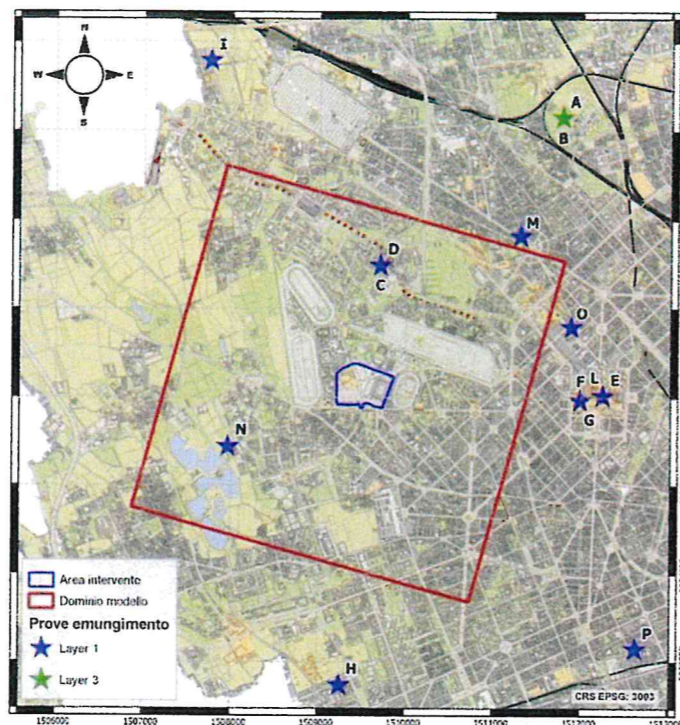 N
W E
S
I
A
B
M
D
C
O
F L E
G
N
Area intervento
Dominio modello
Prove emungimento
Layer 1
Layer 3
H
P
CRS EPSG: 3003
1506000 1507000 1508000 1509000 1510000 1511000 1512000 1513000